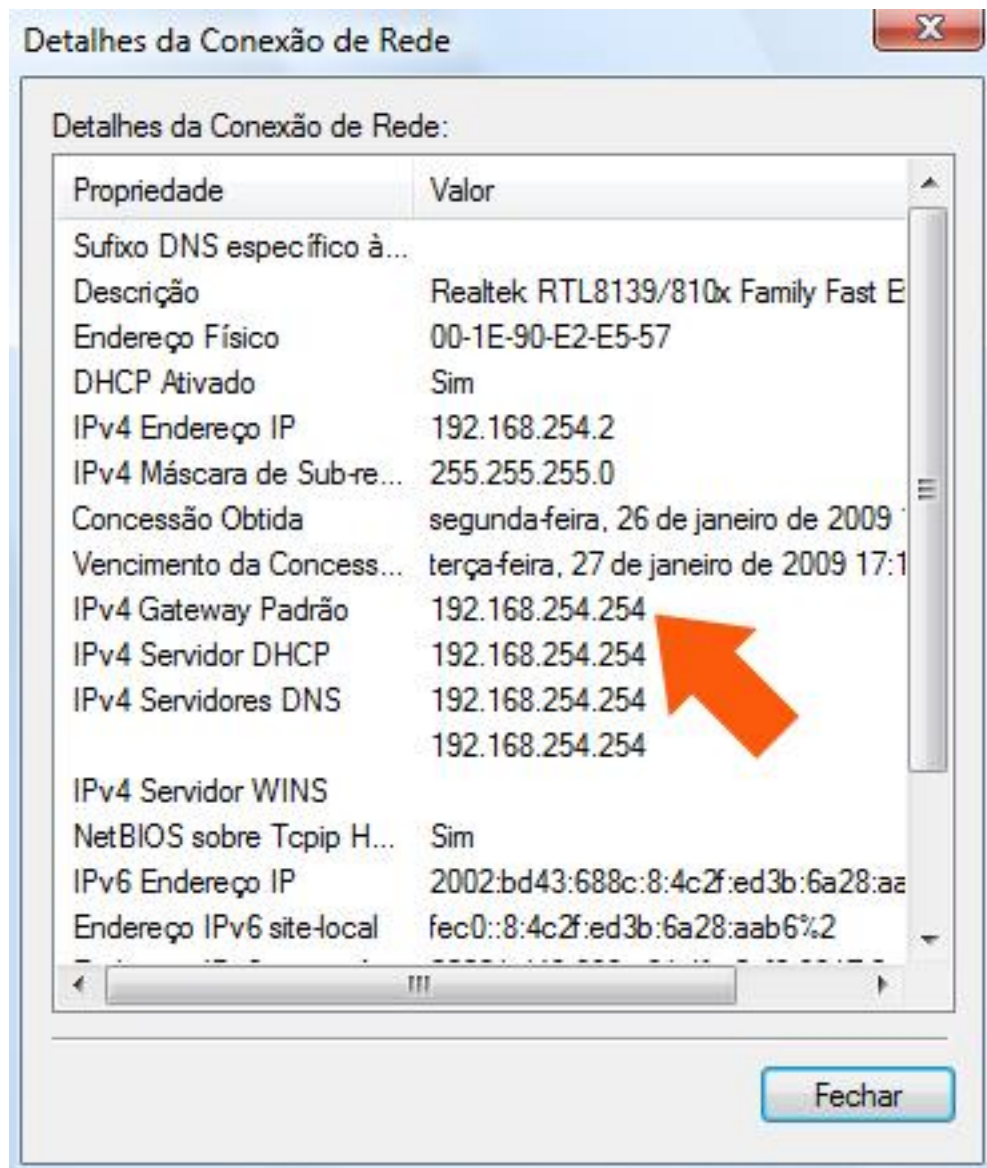 Detalhes da Conexão de Rede
Detalhes da Conexão de Rede:
Propriedade Valor
Sufixo DNS específico à...
Descrição Realtek RTL8139/810x Family Fast E
Endereço Físico 00-1E-90-E2-E5-57
DHCP Ativado Sim
IPv4 Endereço IP 192.168.254.2
IPv4 Máscara de Sub-re... 255.255.255.0
Concessão Obtida segunda-feira, 26 de janeiro de 2009
Vencimento da Concess... terça-feira, 27 de janeiro de 2009 17:1
IPv4 Gateway Padrão 192.168.254.254
IPv4 Servidor DHCP 192.168.254.254
IPv4 Servidores DNS 192.168.254.254
192.168.254.254
IPv4 Servidor WINS
NetBIOS sobre Tcpip H... Sim
IPv6 Endereço IP 2002:bd43:688c:8:4c2f:ed3b:6a28:aa
Endereço IPv6 site-local fec0::8:4c2f:ed3b:6a28:aab6%2
Fechar